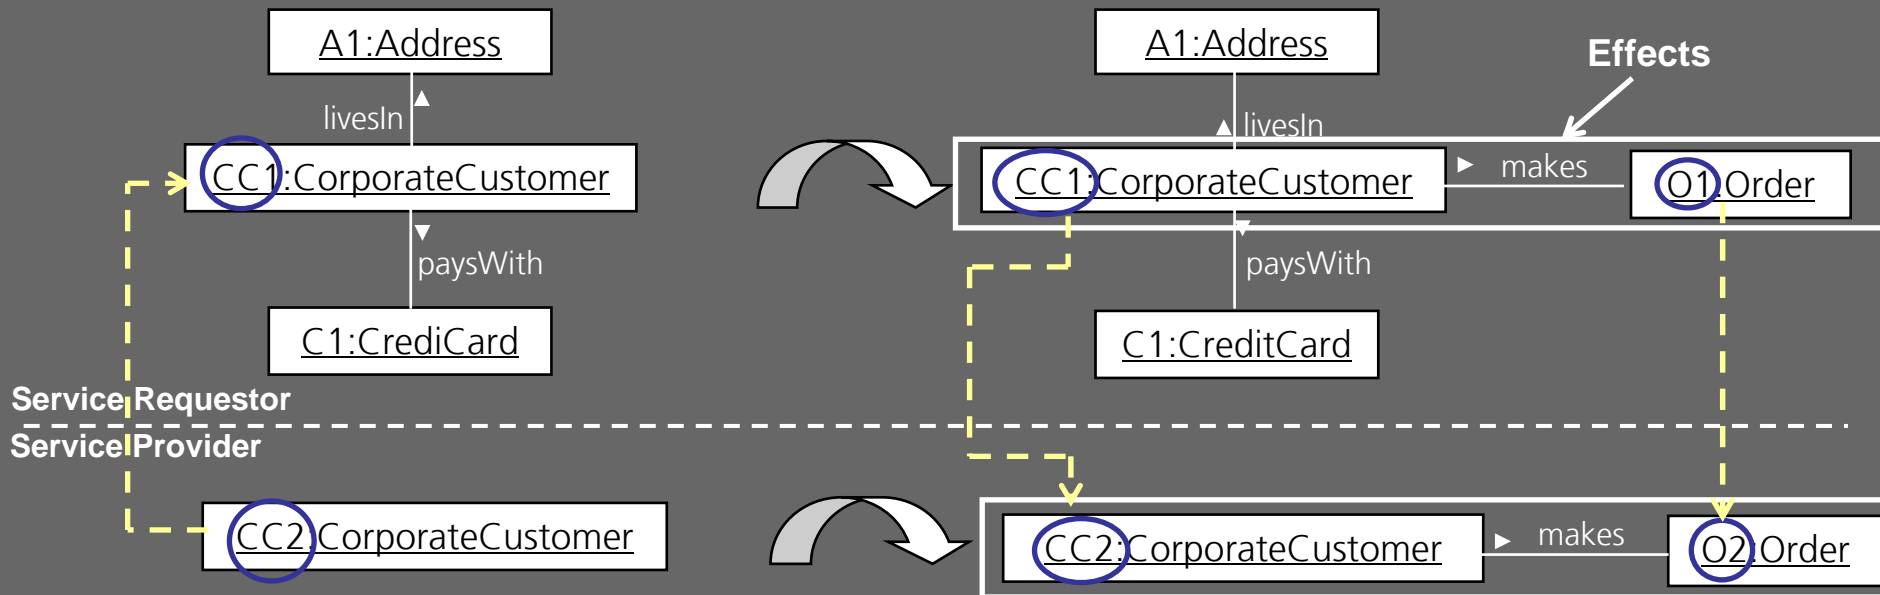 A1:Address
livesIn
CC1:CorporateCustomer
paysWith
C1:CrediCard
A1:Address
Effects
livesIn
CC1:CorporateCustomer
makes
O1:Order
paysWith
C1:CreditCard
Service Requestor
Service Provider
CC2:CorporateCustomer
CC2:CorporateCustomer
makes
O2:Order